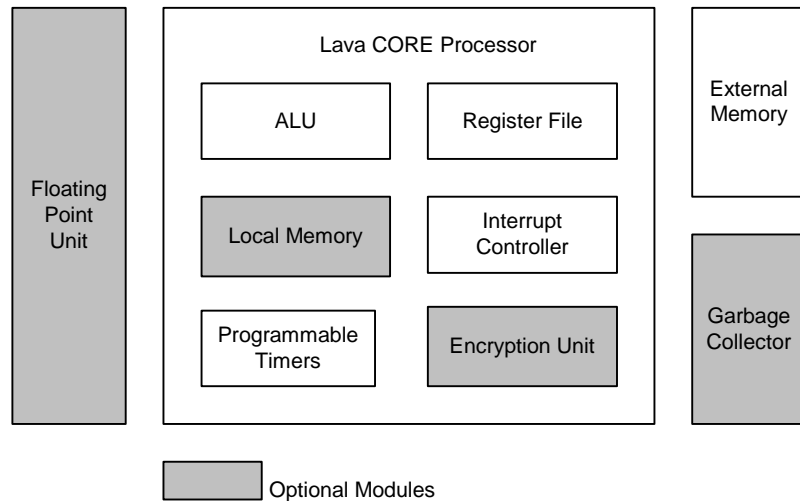 Lava CORE Processor
ALU
Register File
External
Memory
Floating
Point
Unit
Local Memory
Interrupt
Controller
Programmable
Timers
Encryption Unit
Garbage
Collector
Optional Modules